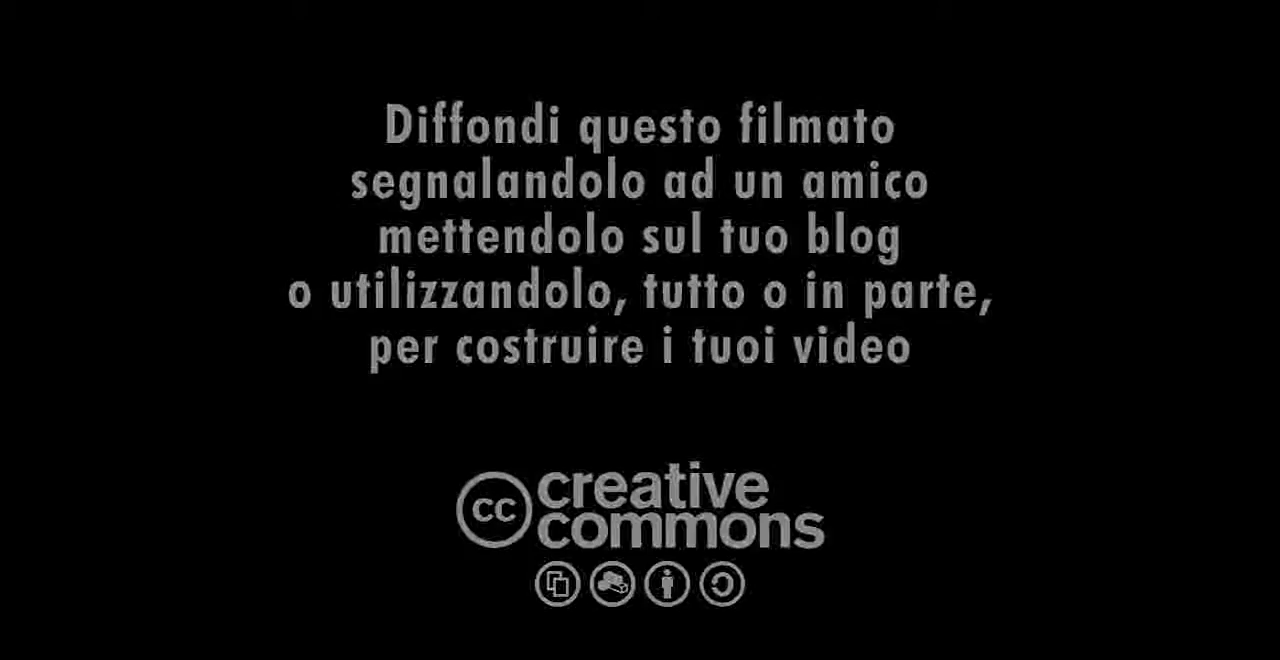 Diffondi questo filmato
segnalandolo ad un amico
mettendolo sul tuo blog
o utilizzandolo, tutto o in parte,
per costruire i tuoi video
cc creative
commons